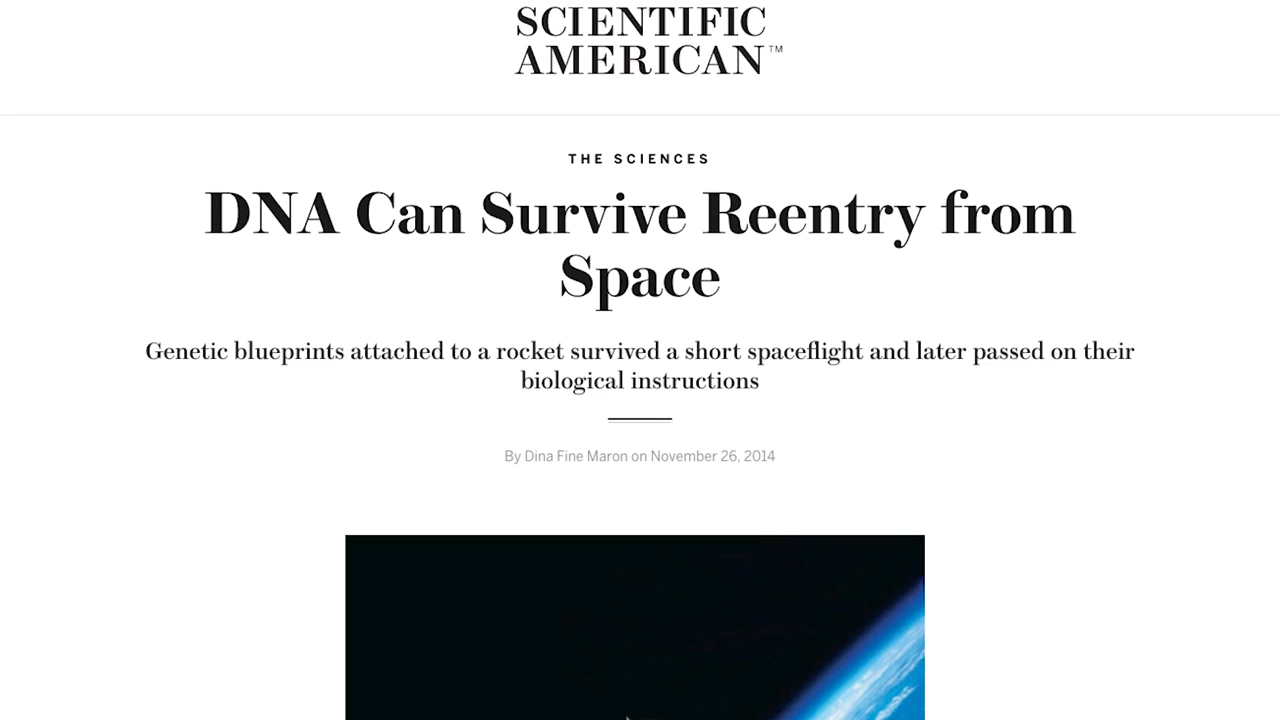 SCIENTIFIC
AMERICAN™
THE SCIENCES
DNA Can Survive Reentry from
Space
Genetic blueprints attached to a rocket survived a short spaceflight and later passed on their
biological instructions
By Dina Fine Maron on November 26, 2014